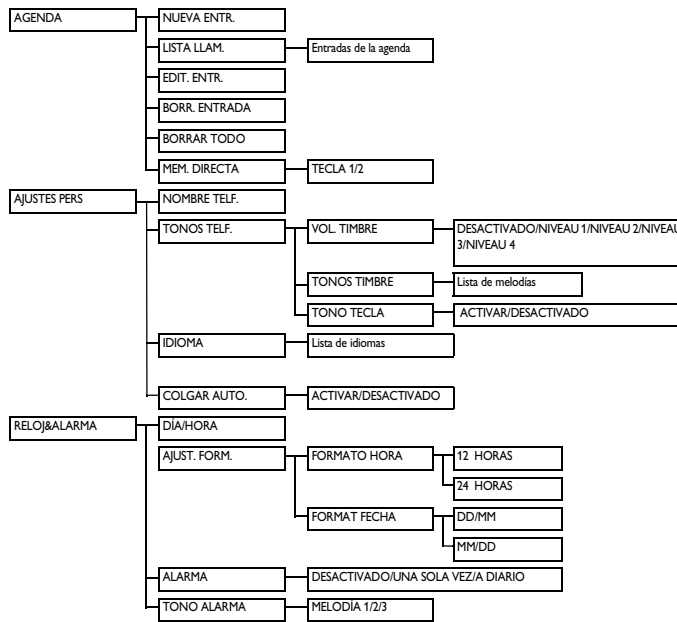 AGENDA
NUEVA ENTR.
LISTA LLAM.
Entradas de la agenda
EDIT. ENTR.
BORR. ENTRADA
BORRAR TODO
MEM. DIRECTA
TECLA 1/2
AJUSTES PERS
NOMBRE TELF.
TONOS TELF.
VOL. TIMBRE
DESACTIVADO/NIVEAU 1/NIVEAU 2/NIVEAU
3/NIVEAU 4
TONOS TIMBRE
Lista de melodías
TONO TECLA
ACTIVAR/DESACTIVADO
IDIOMA
Lista de idiomas
COLGAR AUTO.
ACTIVAR/DESACTIVADO
RELOJ&ALARMA
DÍA/HORA
AJUST. FORM.
FORMATO HORA
12 HORAS
24 HORAS
FORMAT FECHA
DD/MM
MM/DD
ALARMA
DESACTIVADO/UNA SOLA VEZ/A DIARIO
TONO ALARMA
MELODÍA 1/2/3